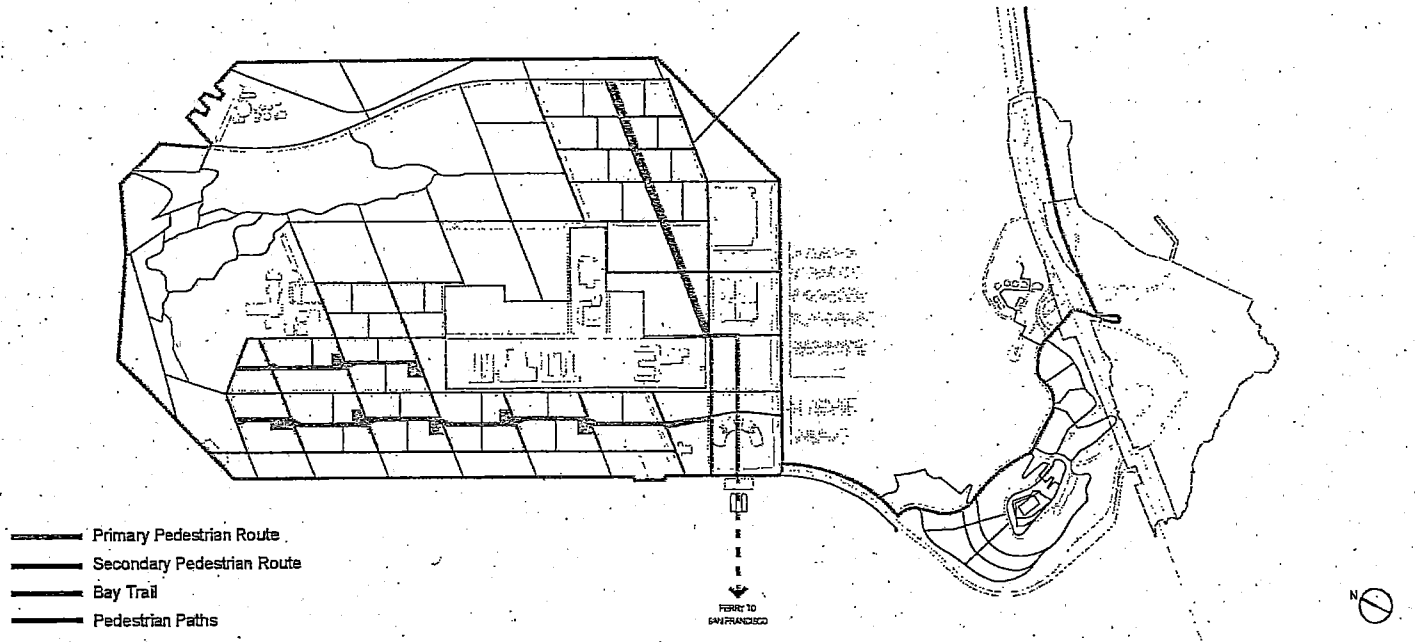 Primary Pedestrian Route
Secondary Pedestrian Route
Bay Trail
Pedestrian Paths
FERRY TO
SAN FRANCISCO
N